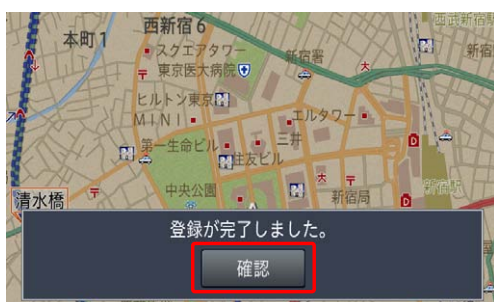 西新宿6
西武新宿
本町1
スクエアタワー
新宿署
新宿
東京医大病院
ヒルトン東京
MINI
エルタワー
第一生命ビル
三井
住友ビル
中央公園
新宿駅
新宿局
清水橋
登録が完了しました。
確認